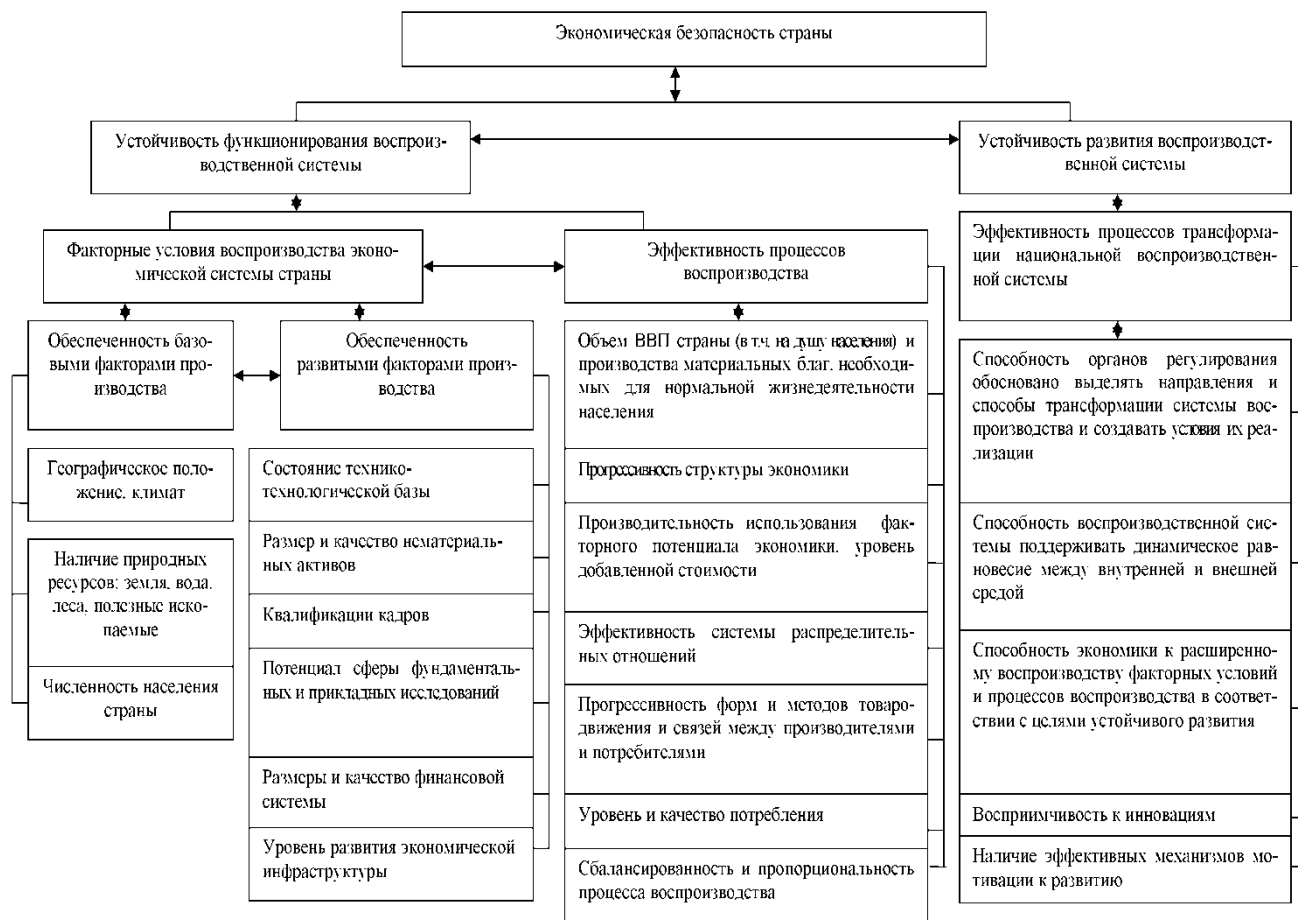 Экономическая безопасность страны
Устойчивость функционирования воспроиз-
водственной системы
Устойчивость развития воспроизводст-
венной системы
Факторные условия воспроизводства эконо-
мической системы страны
Эффективность процессов
воспроизводства
Эффективность процессов трансформа-
ции национальной воспроизводствен-
ной системы
Обеспеченность базо-
выми факторами про-
изводства
Обеспеченность
развитыми факторами произ-
водства
Географическое поло-
жение, климат
Наличие природных
ресурсов: земля, вода,
леса, полезные иско-
паемые
Численность населения
страны
Состояние технико-
технологической базы
Размер и качество нематериаль-
ных активов
Квалификации кадров
Потенциал сферы фундаменталь-
ных и прикладных исследований
Размеры и качество финансовой
системы
Уровень развития экономической
инфраструктуры
Объем ВВП страны (в т.ч. на душу населения) и
производства материальных благ, необходи-
мых для нормальной жизнедеятельности
населения
Прогрессивность структуры экономики
Производительность использования фак-
торного потенциала экономики, уровень
добавленной стоимости
Эффективность системы распределитель-
ных отношений
Прогрессивность форм и методов товаро-
движения и связей между производителями
и потребителями
Уровень и качество потребления
Сбалансированность и пропорциональность
процесса воспроизводства
Способность органов регулирования
обосновано выделять направления и
способы трансформации системы вос-
производства и создавать условия их реа-
лизации
Способность воспроизводственной сис-
темы поддерживать динамическое рав-
новесие между внутренней и внешней
средой
Способность экономики к расширенно-
му воспроизводству факторных условий
и процессов воспроизводства в соответ-
ствии с целями устойчивого развития
Восприимчивость к инновациям
Наличие эффективных механизмов мо-
тивации к развитию